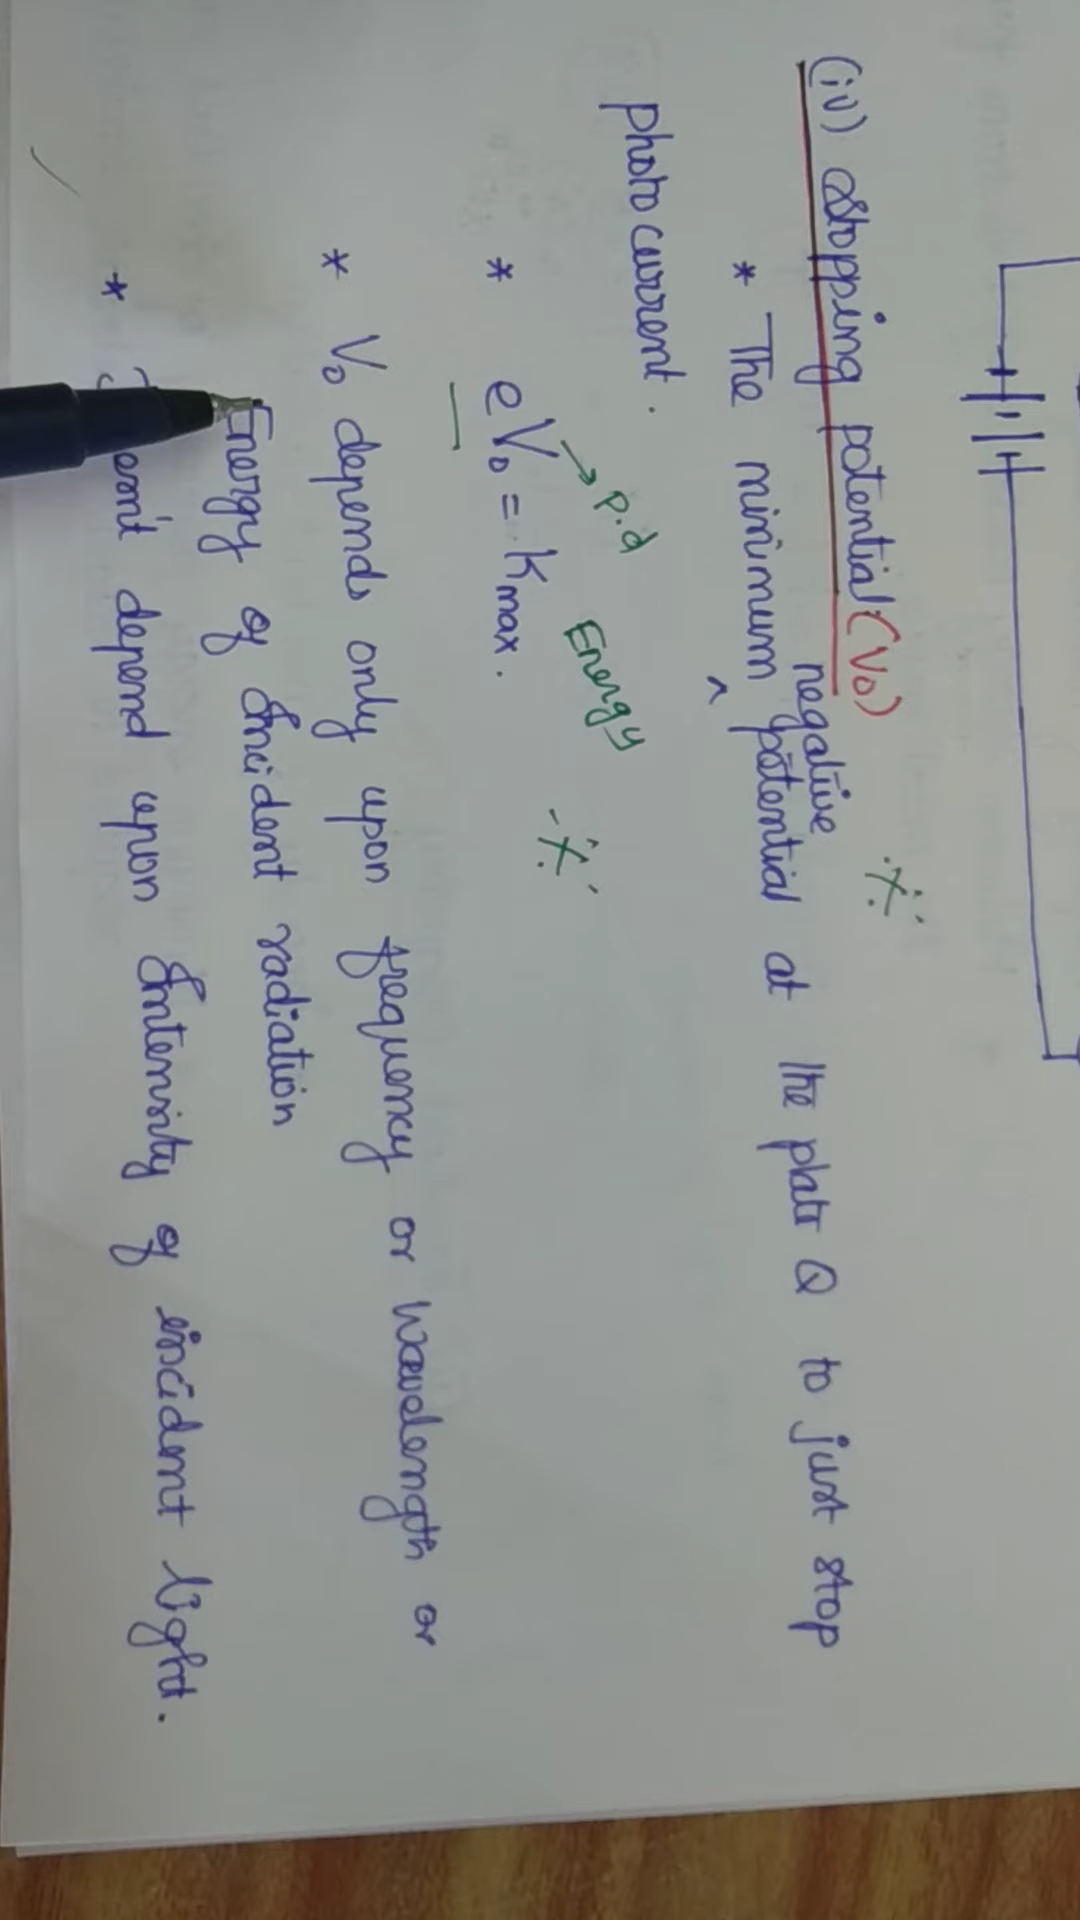 (iv) Stopping potential:(V0)
* The minimum ^ negative potential at the plate Q to just stop
photo current.
* eV0 = Kmax. → P.d Energy
* V0 depends only upon frequency or wavelength or
Energy of Incident radiation
* depend upon Intensity of incident light.